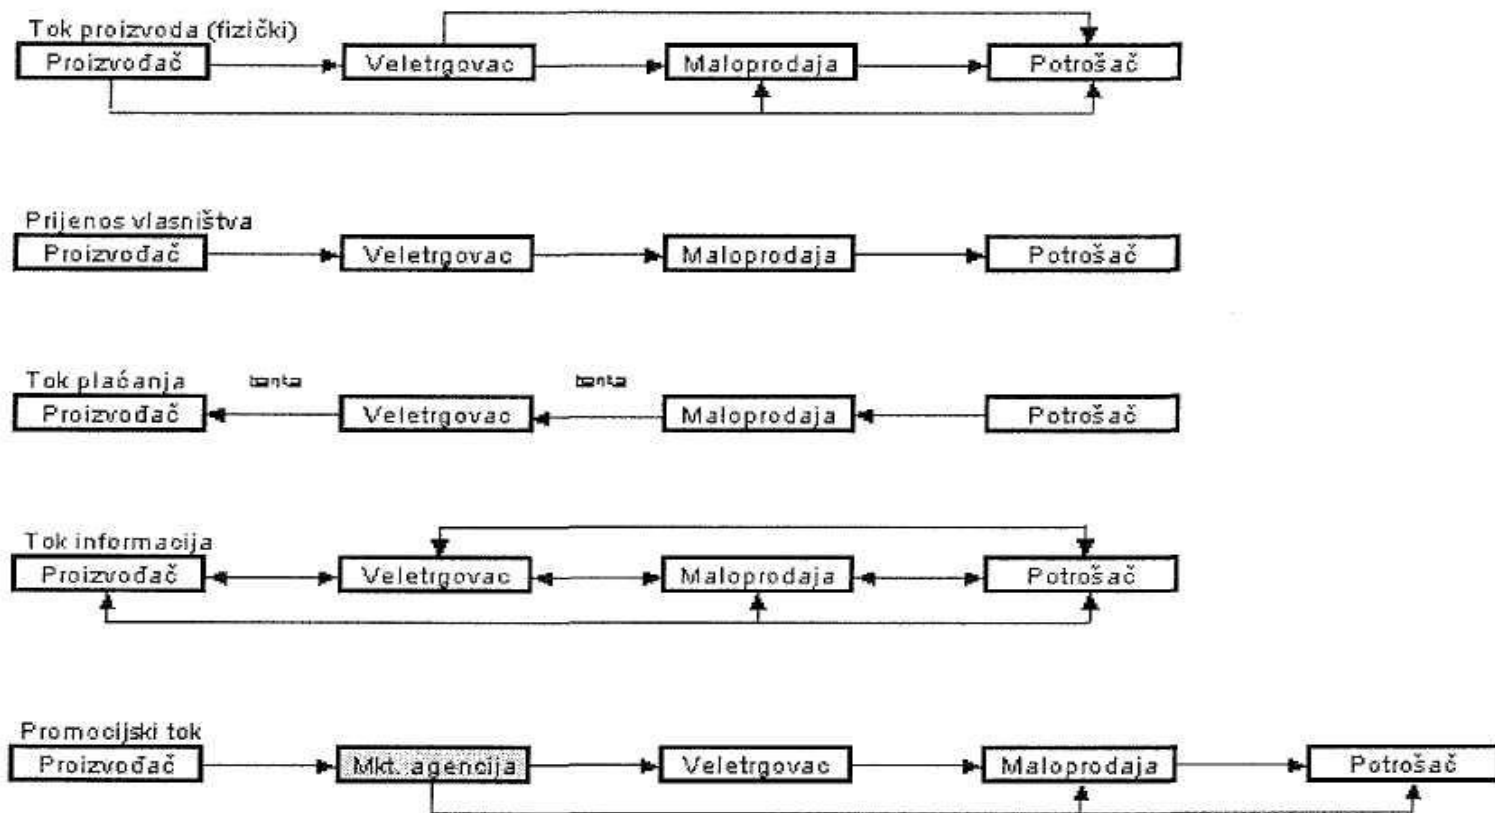 Tok proizvoda (fizički)
Proizvođač Veletrgovac Maloprodaja Potrošač
Prijenos vlasništva
Proizvođač Veletrgovac Maloprodaja Potrošač
Tok plaćanja banka banka
Proizvođač Veletrgovac Maloprodaja Potrošač
Tok informacija
Proizvođač Veletrgovac Maloprodaja Potrošač
Promocijski tok
Proizvođač Mkt. agencija Veletrgovac Maloprodaja Potrošač